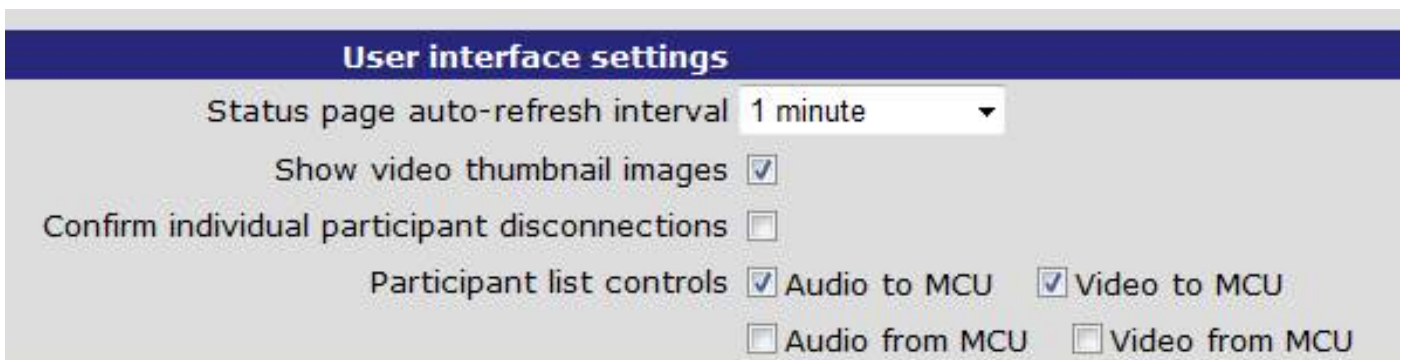 User interface settings
Status page auto-refresh interval 1 minute
Show video thumbnail images
Confirm individual participant disconnections
Participant list controls Audio to MCU Video to MCU
Audio from MCU Video from MCU